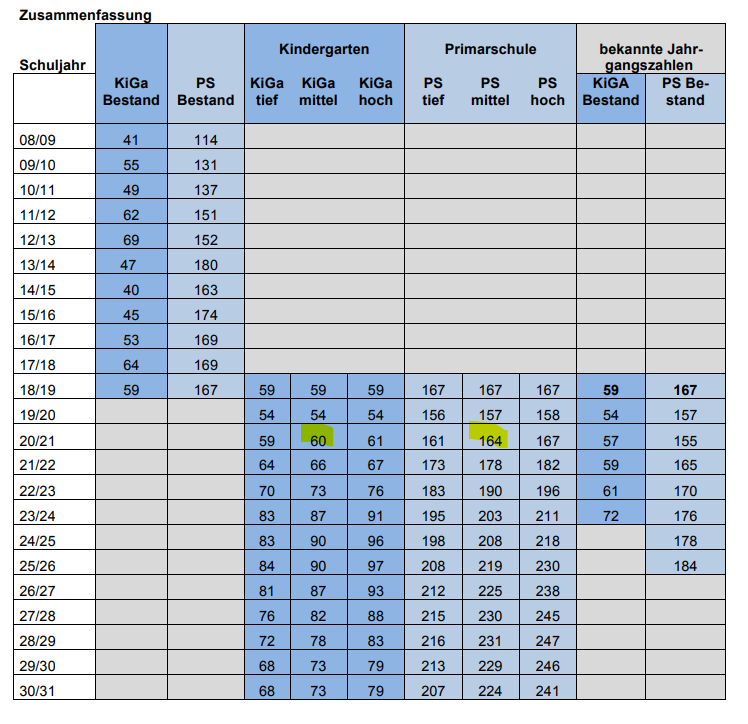 Zusammenfassung
Schuljahr Kindergarten Primarschule bekannte Jahr-
gangszahlen
KiGa PS KiGa KiGa KiGa PS PS PS KiGA PS Be-
Bestand Bestand tief mittel hoch tief mittel hoch Bestand stand
08/09 41 114
09/10 55 131
10/11 49 137
11/12 62 151
12/13 69 152
13/14 47 180
14/15 40 163
15/16 45 174
16/17 53 169
17/18 64 169
18/19 59 167 59 59 59 167 167 167 59 167
19/20 54 54 54 156 157 158 54 157
20/21 59 60 61 161 164 167 57 155
21/22 64 66 67 173 178 182 59 165
22/23 70 73 76 183 190 196 61 170
23/24 83 87 91 195 203 211 72 176
24/25 83 90 96 198 208 218 178
25/26 84 90 97 208 219 230 184
26/27 81 87 93 212 225 238
27/28 76 82 88 215 230 245
28/29 72 78 83 216 231 247
29/30 68 73 79 213 229 246
30/31 68 73 79 207 224 241